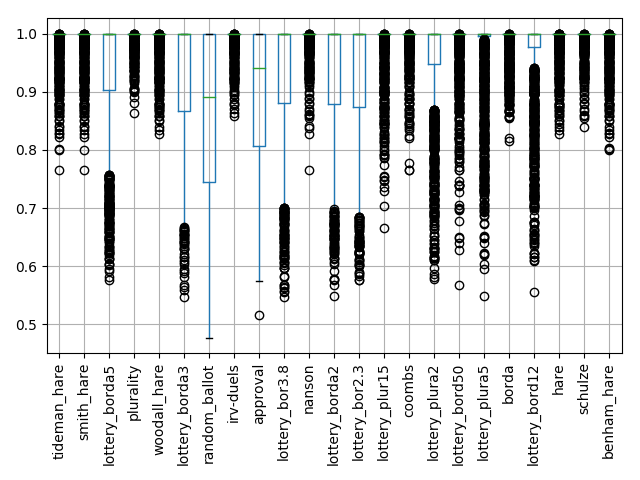 1.0
0.9
0.8
0.7
0.6
0.5
tideman_hare
smith_hare
lottery_borda5
plurality
woodall_hare
lottery_borda3
random_ballot
irv-duels
approval
lottery_bor3.8
nanson
lottery_borda2
lottery_bor2.3
lottery_plur15
coombs
lottery_plura2
lottery_bord50
lottery_plura5
borda
lottery_bord12
hare
schulze
benham_hare